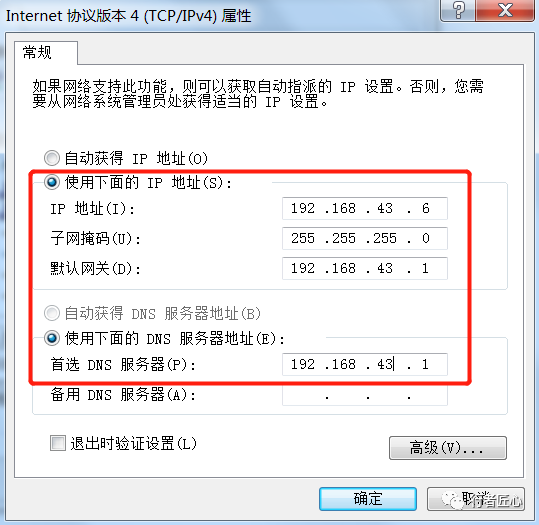 Internet 协议版本 4 (TCP/IPv4) 属性
常规
如果网络支持此功能，则可以获取自动指派的 IP 设置。否则，您需
要从网络系统管理员处获得适当的 IP 设置。
自动获得 IP 地址(O)
使用下面的 IP 地址(S):
IP 地址(I): 192 .168 .43 . 6
子网掩码(U): 255 .255 .255 . 0
默认网关(D): 192 .168 .43 . 1
自动获得 DNS 服务器地址(B)
使用下面的 DNS 服务器地址(E):
首选 DNS 服务器(P): 192 .168 .43 . 1
备用 DNS 服务器(A): . . .
退出时验证设置(L)
高级(V)...
确定
取消
行者匠心